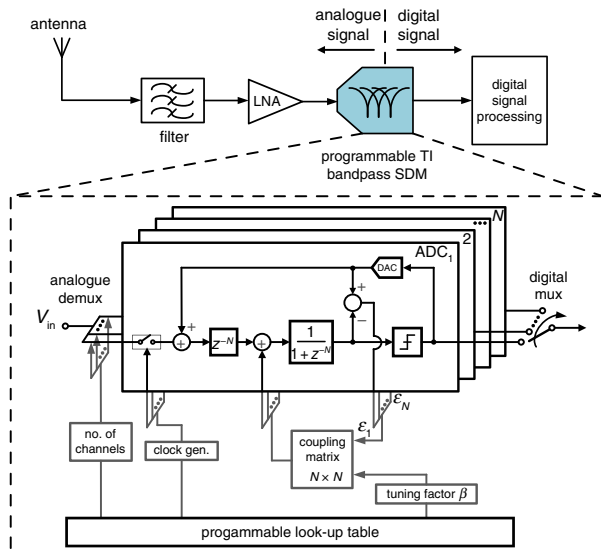 analogue signal
digital signal
antenna
LNA
filter
digital
signal
processing
programmable TI
bandpass SDM
N
2
ADC1
analogue
demux
digital
mux
DAC
Vin
+
+
−
+
z^−N
+
1
1 + z^−N
no. of
channels
clock gen.
ε1
εN
coupling
matrix
N × N
tuning factor β
progammable look-up table